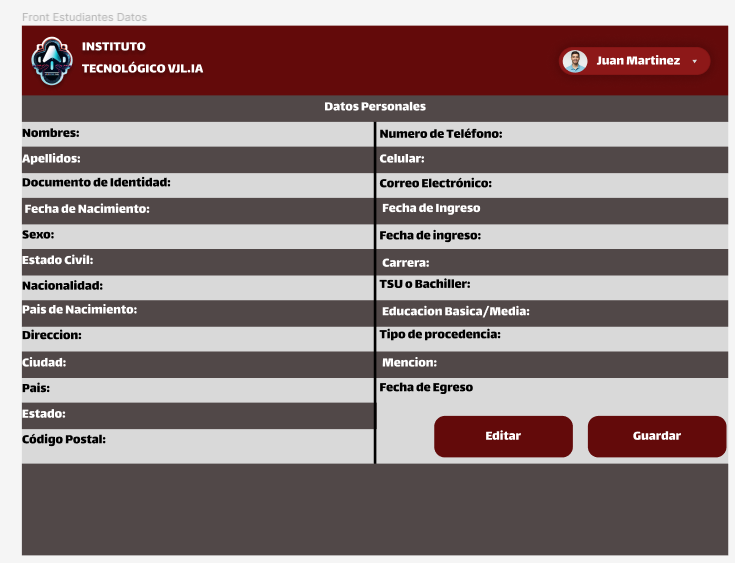 Front Estudiantes Datos
INSTITUTO
TECNOLÓGICO VJL.IA
Juan Martinez
Datos Personales
Nombres:
Numero de Teléfono:
Apellidos:
Celular:
Documento de Identidad:
Correo Electrónico:
Fecha de Nacimiento:
Fecha de Ingreso
Sexo:
Fecha de ingreso:
Estado Civil:
Carrera:
Nacionalidad:
TSU o Bachiller:
Pais de Nacimiento:
Educacion Basica/Media:
Direccion:
Tipo de procedencia:
Ciudad:
Mencion:
Pais:
Fecha de Egreso
Estado:
Código Postal:
Editar
Guardar